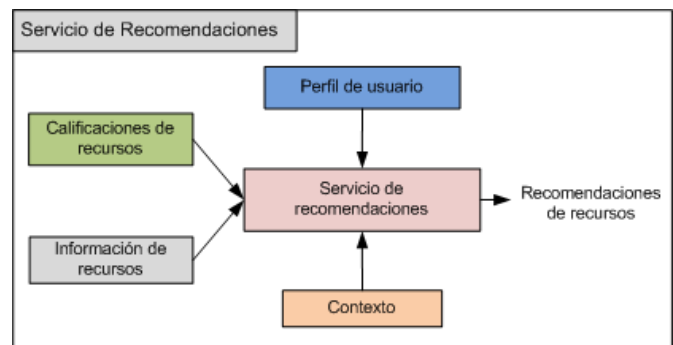 Servicio de Recomendaciones
Perfil de usuario
Calificaciones de
recursos
Servicio de
recomendaciones
Recomendaciones
de recursos
Información de
recursos
Contexto